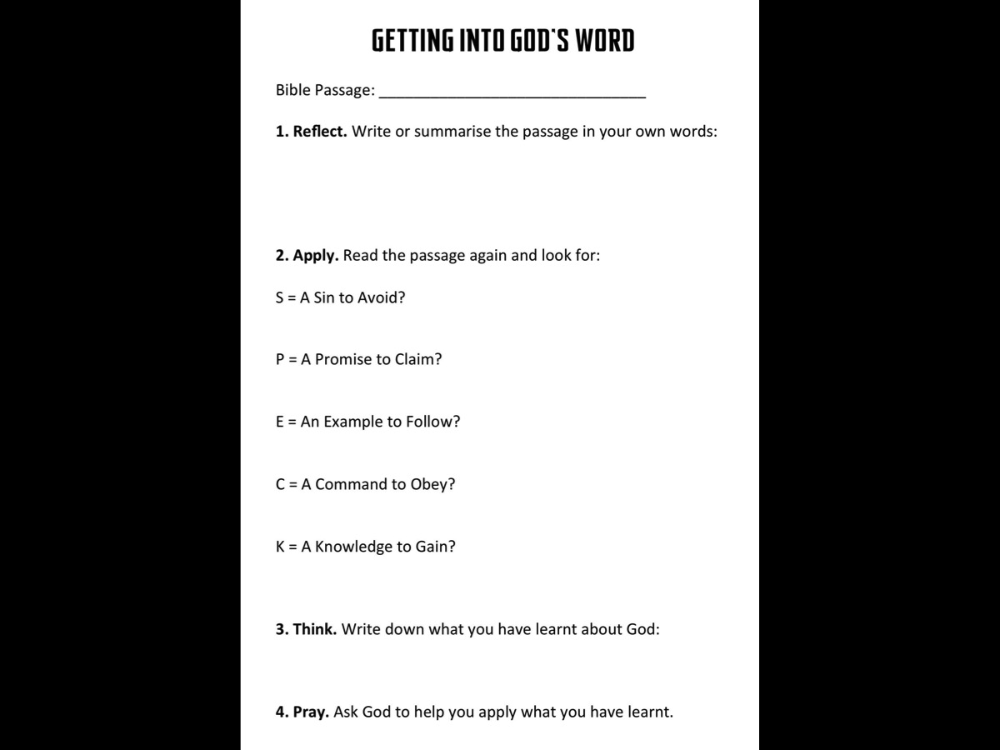 GETTING INTO GOD'S WORD
Bible Passage: ________________________________
1. Reflect. Write or summarise the passage in your own words:
2. Apply. Read the passage again and look for:
S = A Sin to Avoid?
P = A Promise to Claim?
E = An Example to Follow?
C = A Command to Obey?
K = A Knowledge to Gain?
3. Think. Write down what you have learnt about God:
4. Pray. Ask God to help you apply what you have learnt.